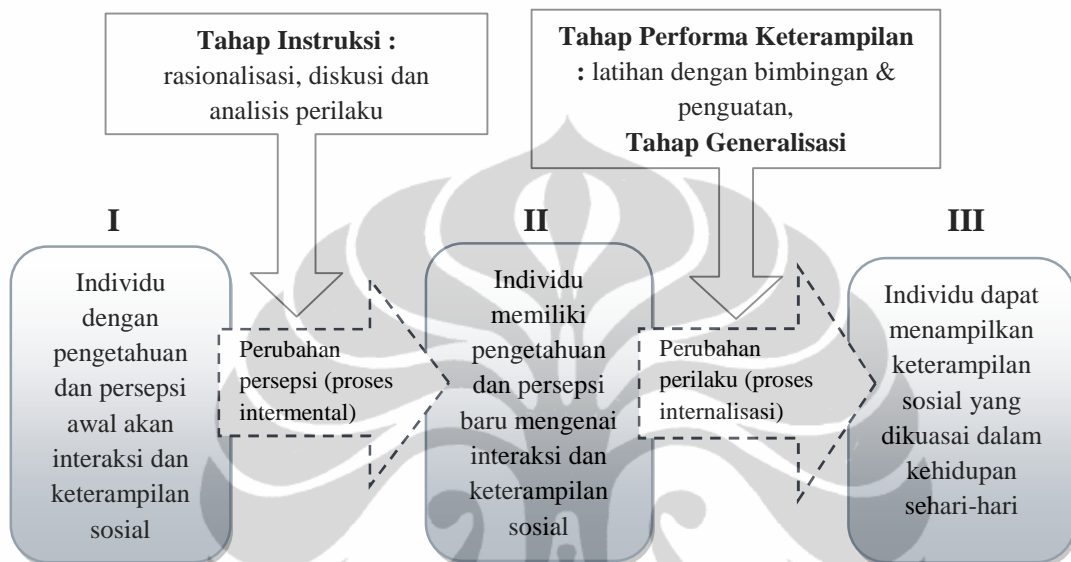 Tahap Instruksi :
rasionalisasi, diskusi dan
analisis perilaku
Tahap Performa Keterampilan
: latihan dengan bimbingan &
penguatan,
Tahap Generalisasi
I
Individu
dengan
pengetahuan
dan persepsi
awal akan
interaksi dan
keterampilan
sosial
Perubahan
persepsi (proses
intermental)
II
Individu
memiliki
pengetahuan
dan persepsi
baru mengenai
interaksi dan
keterampilan
sosial
Perubahan
perilaku (proses
internalisasi)
III
Individu dapat
menampilkan
keterampilan
sosial yang
dikuasai dalam
kehidupan
sehari-hari